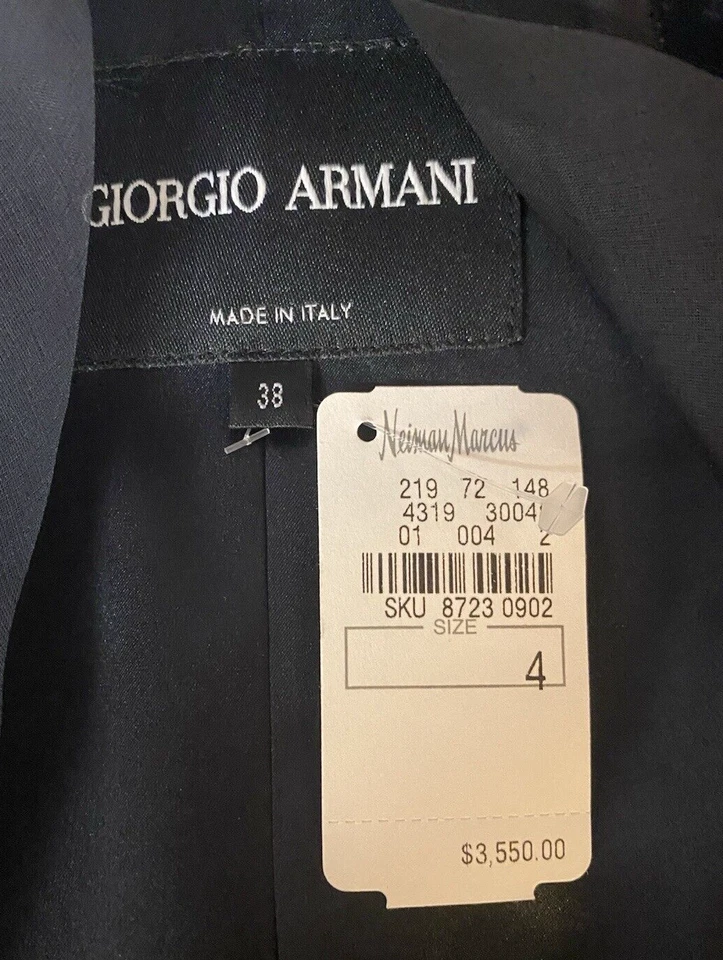 GIORGIO ARMANI
MADE IN ITALY
38
Neiman Marcus
219 72 148
4319
01 004 2
SKU 8723 0902
SIZE
4
$3,550.00